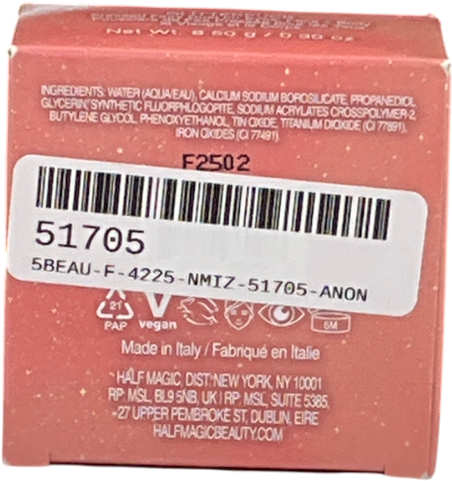 Net Wt. 8.50 g / 0.30 oz.
INGREDIENTS: WATER (AQUA/EAU), CALCIUM SODIUM BOROSILICATE, PROPANEDIOL,
GLYCERIN, SYNTHETIC FLUORPHLOGOPITE, SODIUM ACRYLATES CROSSPOLYMER-2,
BUTYLENE GLYCOL, PHENOXYETHANOL, TIN OXIDE, TITANIUM DIOXIDE (CI 77891),
IRON OXIDES (CI 77491).
F2502
51705
5BEAU-F-4225-NMIZ-51705-ANON
21
PAP
V
vegan
6M
Made in Italy / Fabriqué en Italie
HALF MAGIC, DIST NEW YORK, NY 10001
RP: MSL, BL9 5NB, UK | RP: MSL, SUITE 5385,
27 UPPER PEMBROKE ST, DUBLIN, EIRE
HALFMAGICBEAUTY.COM